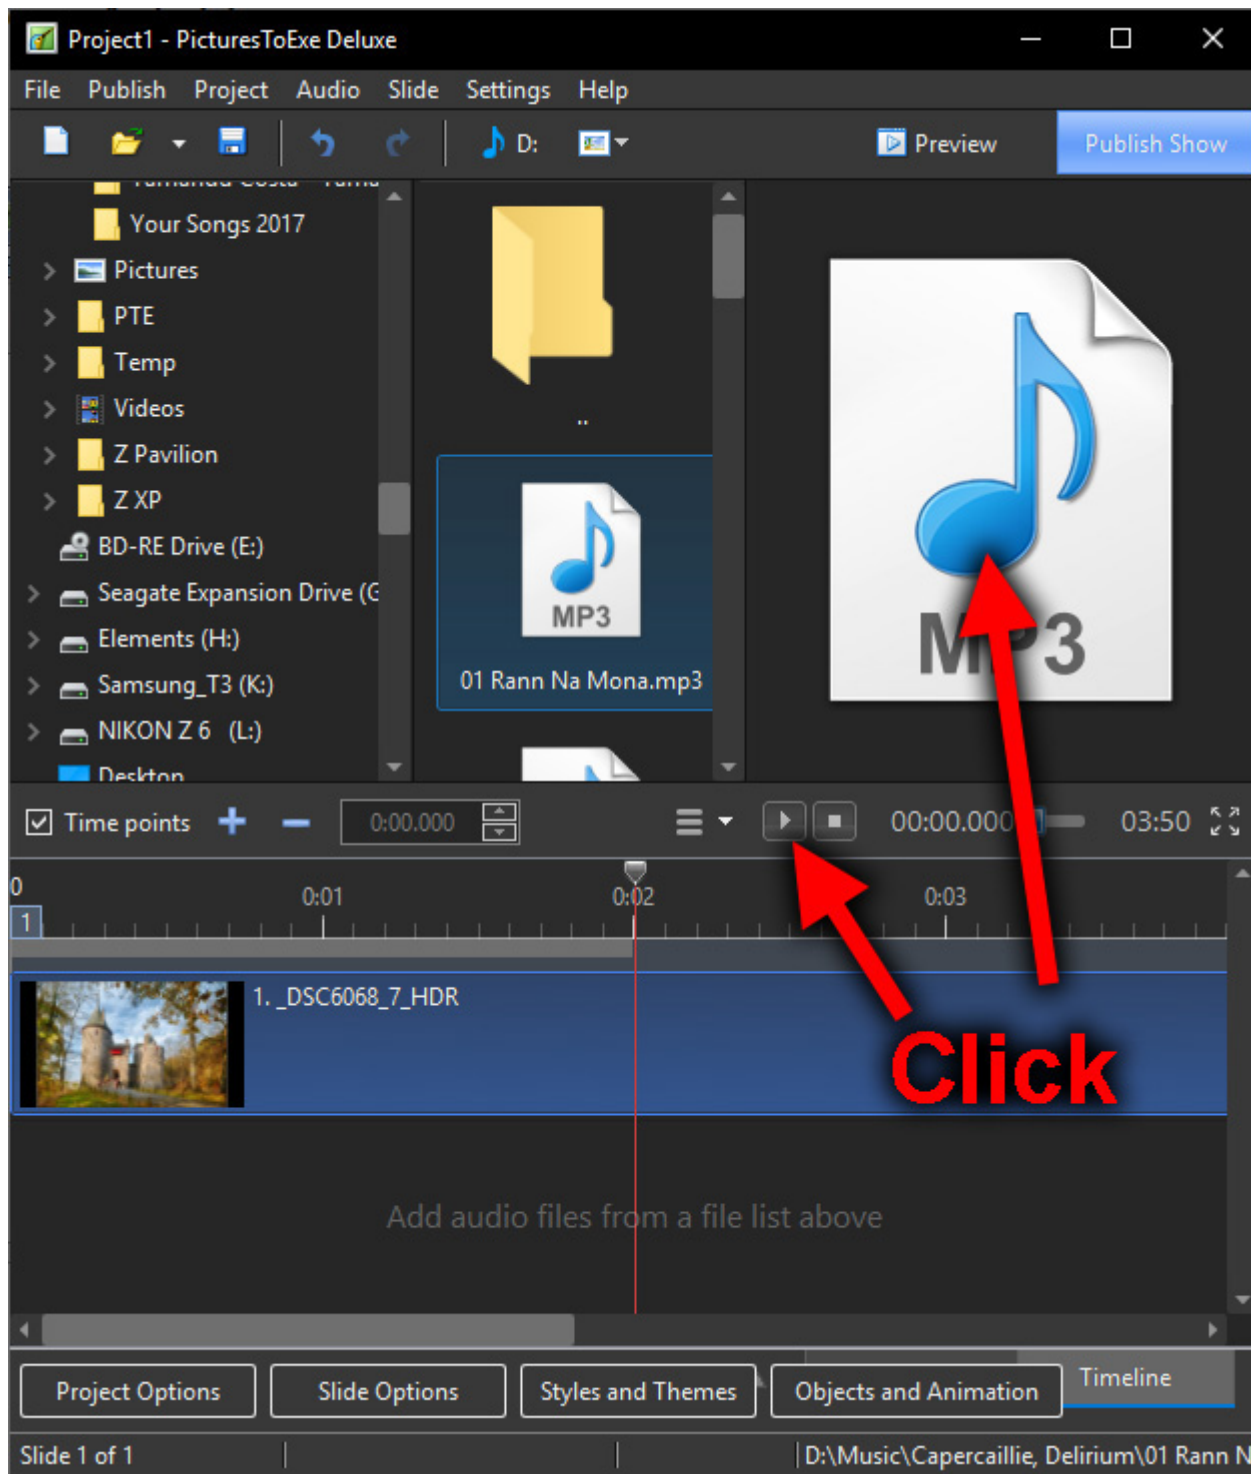 Project1 - PicturesToExe Deluxe
File Publish Project Audio Slide Settings Help
D: Preview Publish Show
Your Songs 2017
Pictures
PTE
Temp
Videos
Z Pavilion
Z XP
BD-RE Drive (E:)
Seagate Expansion Drive (G
Elements (H:)
Samsung_T3 (K:)
NIKON Z 6 (L:)
Desktop
..
MP3
01 Rann Na Mona.mp3
MP3
Time points 0:00.000 00:00.000 03:50
0 0:01 0:02 0:03
1
1. _DSC6068_7_HDR
Click
Add audio files from a file list above
Project Options Slide Options Styles and Themes Objects and Animation Timeline
Slide 1 of 1 D:\Music\Capercaillie, Delirium\01 Rann N